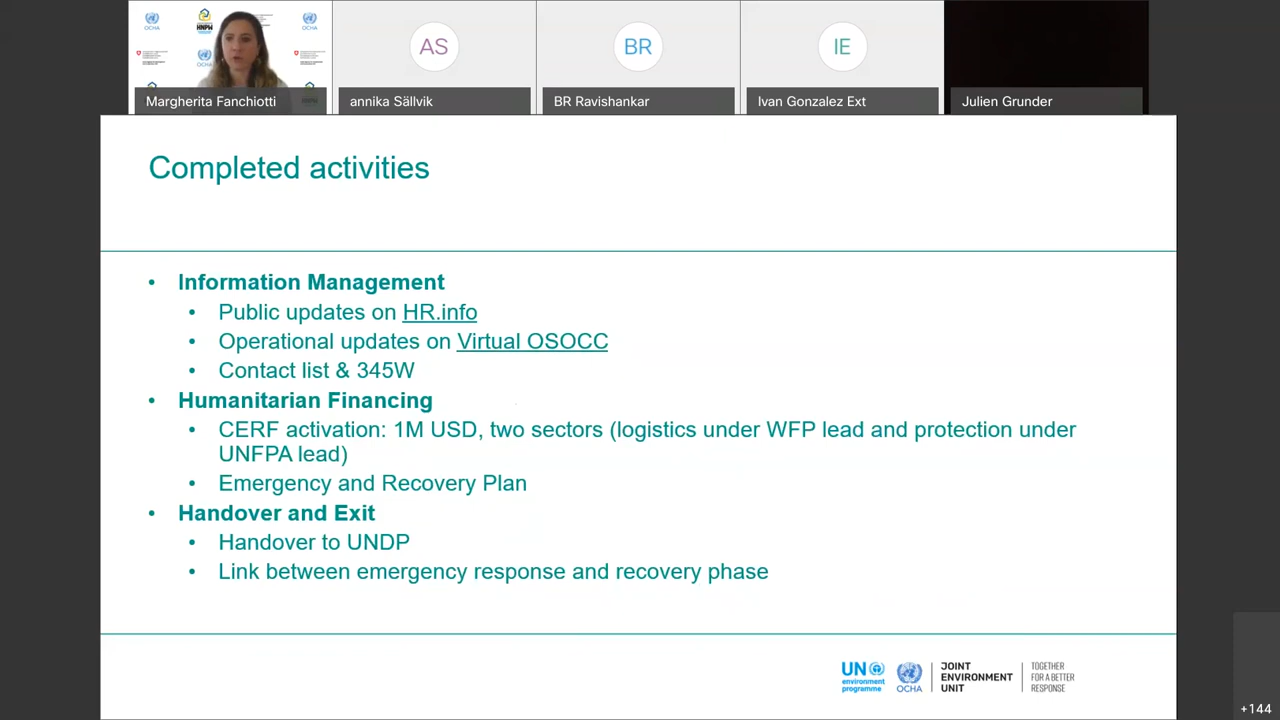 OCHA
HNPW
OCHA
OCHA
Margherita Fanchiotti
AS
annika Sällvik
BR
BR Ravishankar
IE
Ivan Gonzalez Ext
Julien Grunder
Completed activities
• Information Management
• Public updates on HR.info
• Operational updates on Virtual OSOCC
• Contact list & 345W
• Humanitarian Financing
• CERF activation: 1M USD, two sectors (logistics under WFP lead and protection under
UNFPA lead)
• Emergency and Recovery Plan
• Handover and Exit
• Handover to UNDP
• Link between emergency response and recovery phase
UN
environment
programme
OCHA
JOINT
ENVIRONMENT
UNIT
TOGETHER
FOR A BETTER
RESPONSE
+144